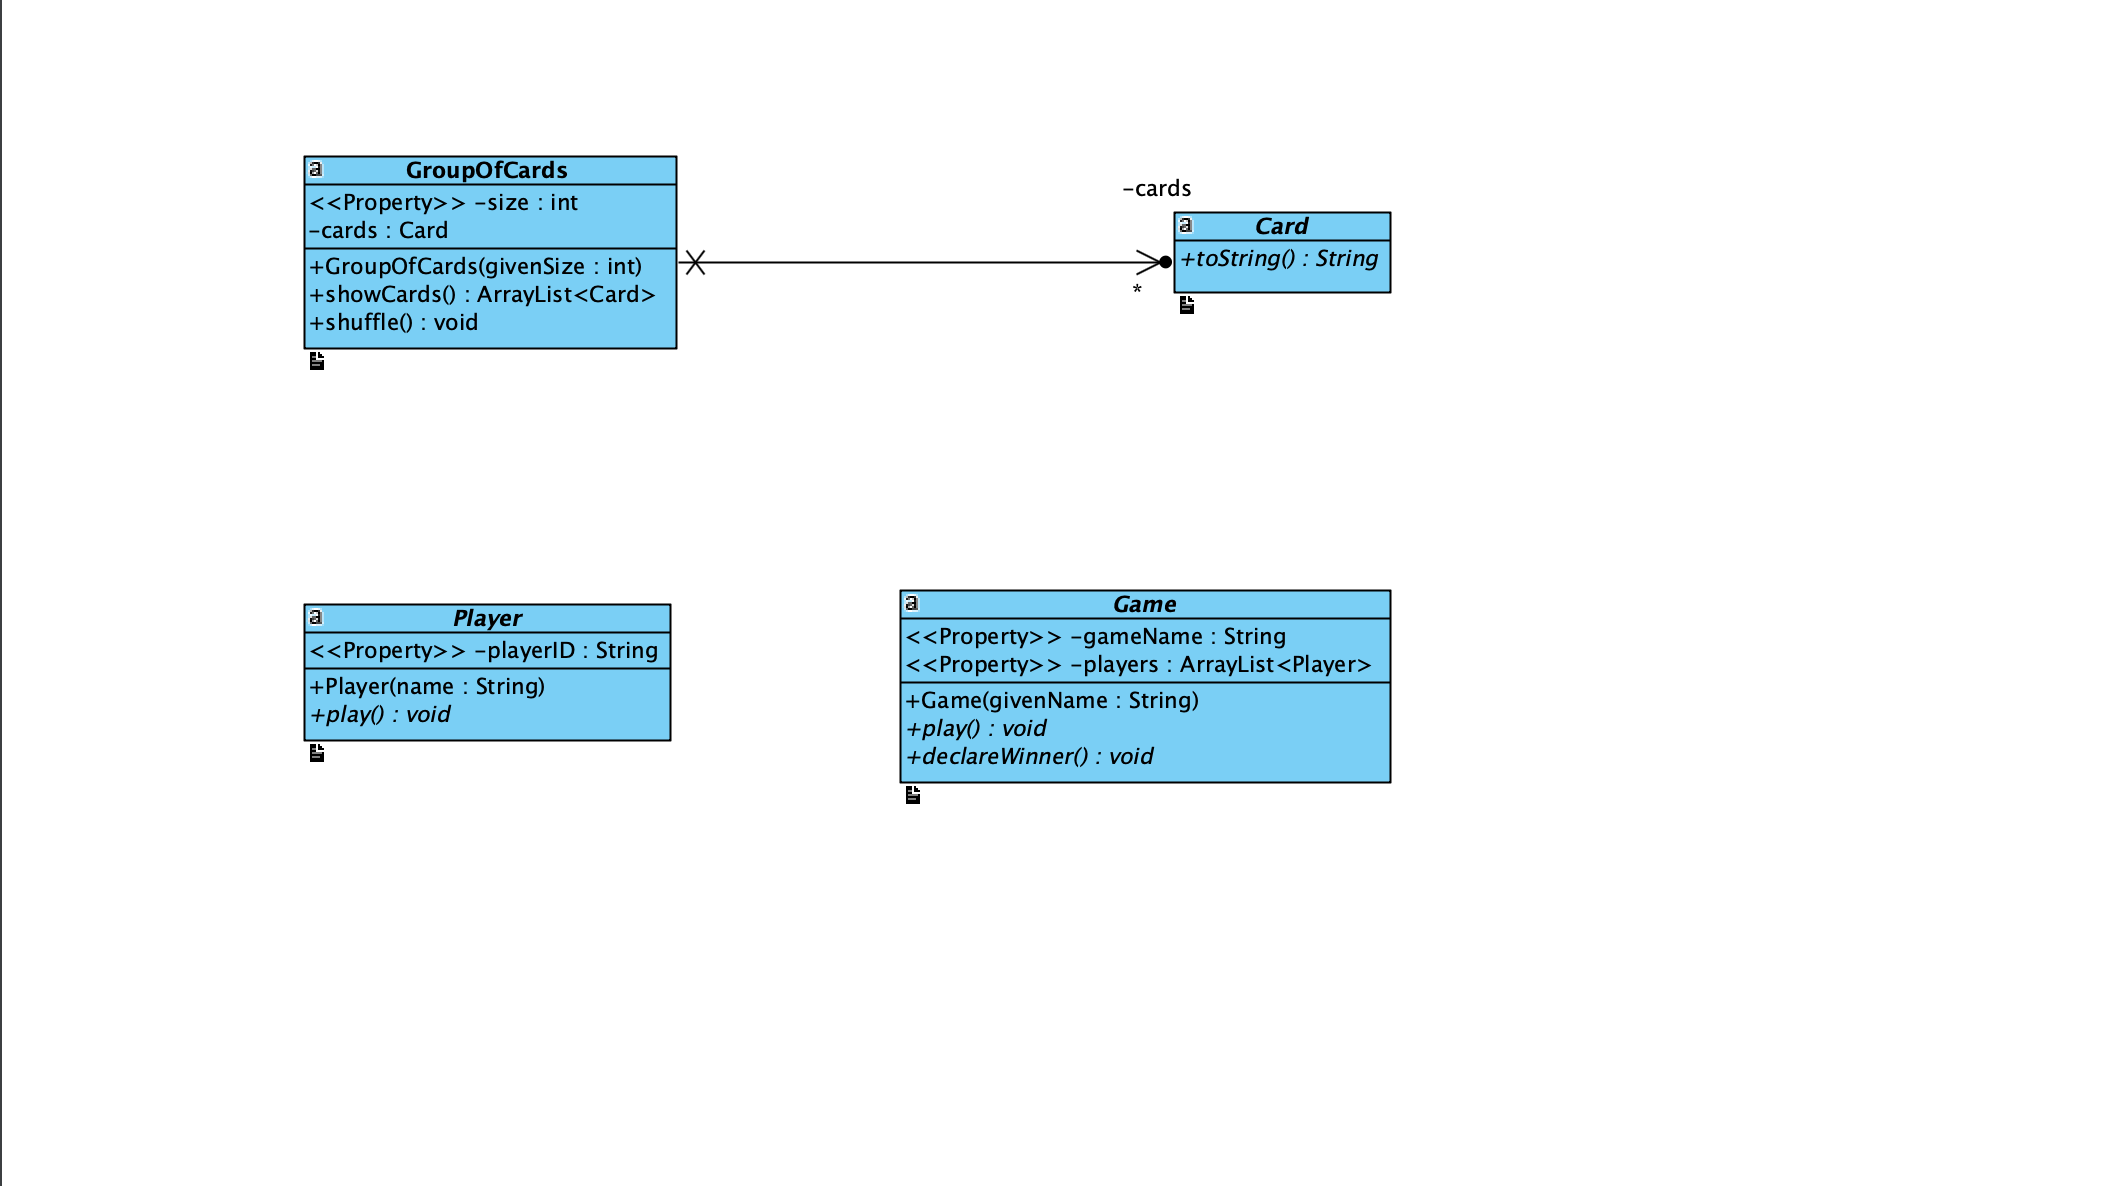 a GroupOfCards
<<Property>> -size : int
-cards : Card
+GroupOfCards(givenSize : int)
+showCards() : ArrayList<Card>
+shuffle() : void
-cards
*
a Card
+toString() : String
a Player
<<Property>> -playerID : String
+Player(name : String)
+play() : void
a Game
<<Property>> -gameName : String
<<Property>> -players : ArrayList<Player>
+Game(givenName : String)
+play() : void
+declareWinner() : void